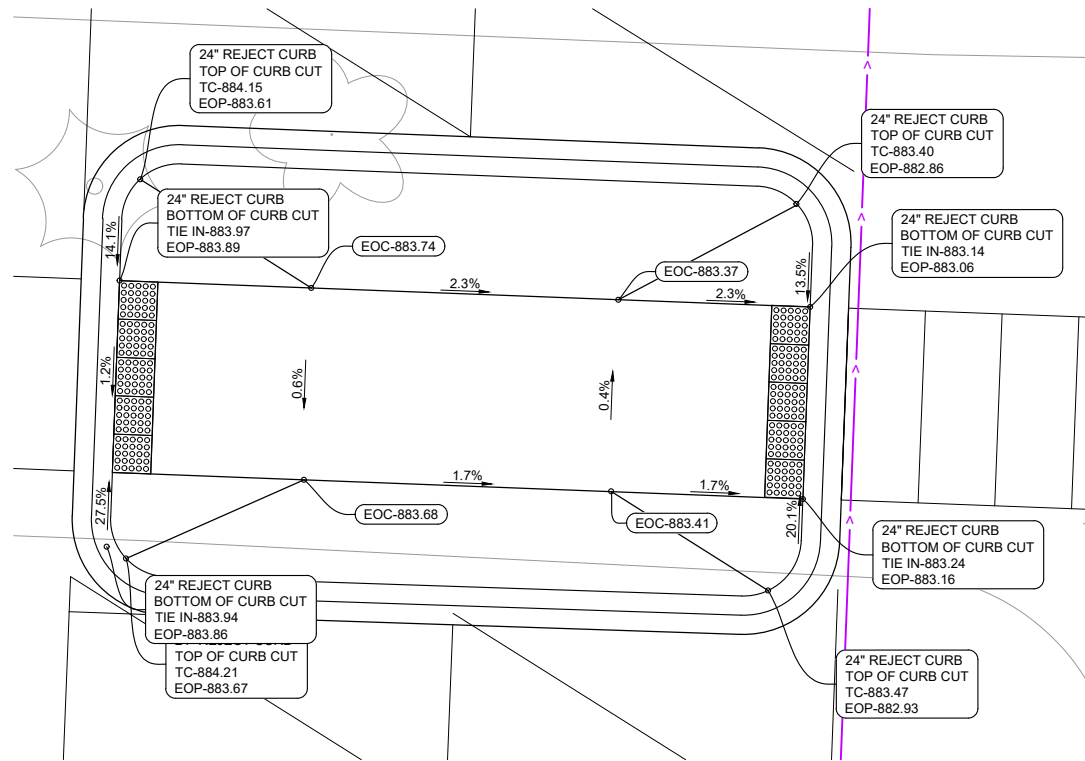 24" REJECT CURB
TOP OF CURB CUT
TC-884.15
EOP-883.61
24" REJECT CURB
TOP OF CURB CUT
TC-883.40
EOP-882.86
24" REJECT CURB
BOTTOM OF CURB CUT
TIE IN-883.97
EOP-883.89
24" REJECT CURB
BOTTOM OF CURB CUT
TIE IN-883.14
EOP-883.06
14.1%
EOC-883.74
EOC-883.37
13.5%
2.3%
2.3%
1.2%
0.6%
0.4%
1.7%
1.7%
27.5%
EOC-883.68
EOC-883.41
20.1%
24" REJECT CURB
BOTTOM OF CURB CUT
TIE IN-883.24
EOP-883.16
24" REJECT CURB
BOTTOM OF CURB CUT
TIE IN-883.94
EOP-883.86
TOP OF CURB CUT
TC-884.21
EOP-883.67
24" REJECT CURB
TOP OF CURB CUT
TC-883.47
EOP-882.93